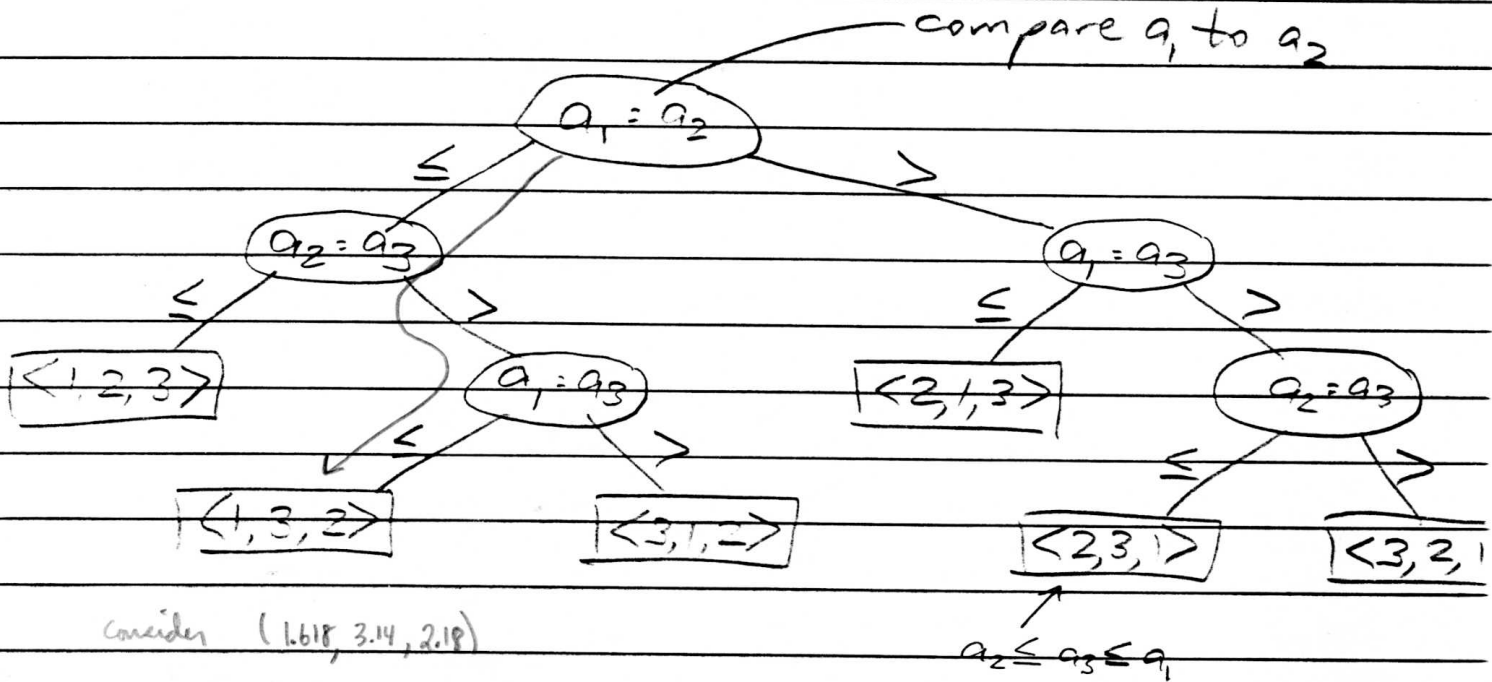 compare a₁ to a₂
a₁ : a₂
≤ >
a₂ : a₃ a₁ : a₃
≤ > ≤ >
<1,2,3> a₁ : a₃ <2,1,3> a₂ : a₃
≤ > ≤ >
<1,3,2> <3,1,2> <2,3,1> <3,2,1
consider (1.618, 3.14, 2.18)
a₂ ≤ a₃ ≤ a₁